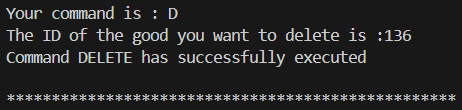 Your command is : D
The ID of the good you want to delete is :136
Command DELETE has successfully executed
**************************************************